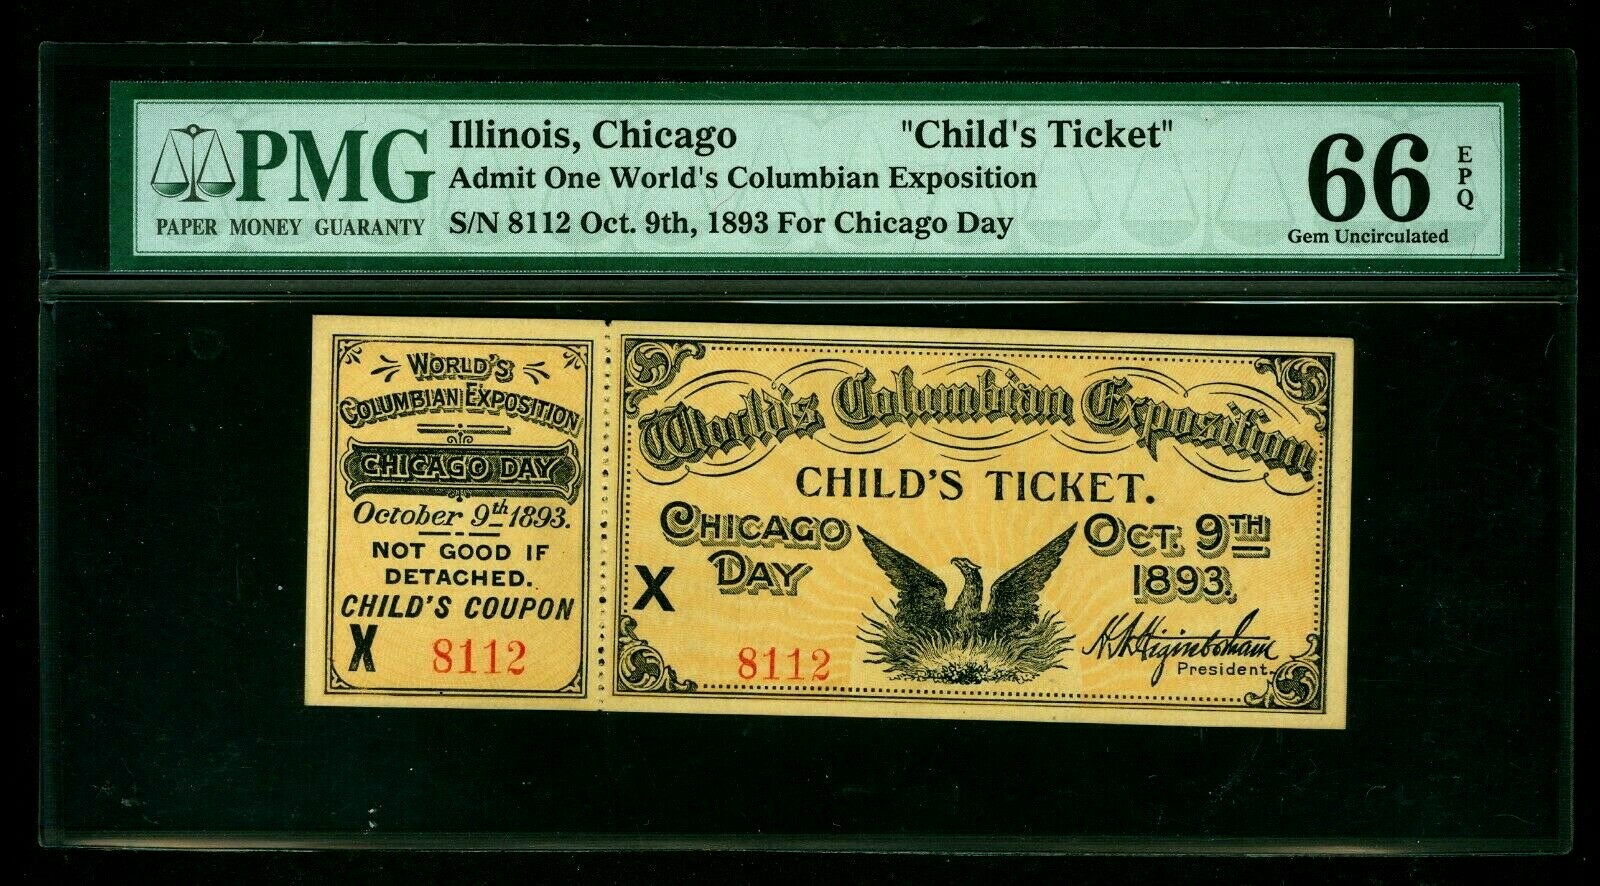 PMG
PAPER MONEY GUARANTY
Illinois, Chicago "Child's Ticket"
Admit One World's Columbian Exposition
S/N 8112 Oct. 9th, 1893 For Chicago Day
66
EPQ
Gem Uncirculated
WORLD'S
COLUMBIAN EXPOSITION
CHICAGO DAY
October 9th 1893.
NOT GOOD IF
DETACHED.
CHILD'S COUPON
X 8112
World's Columbian Exposition
CHILD'S TICKET.
CHICAGO
DAY
OCT. 9TH
1893.
X
8112
H. N. Higinbotham
President.